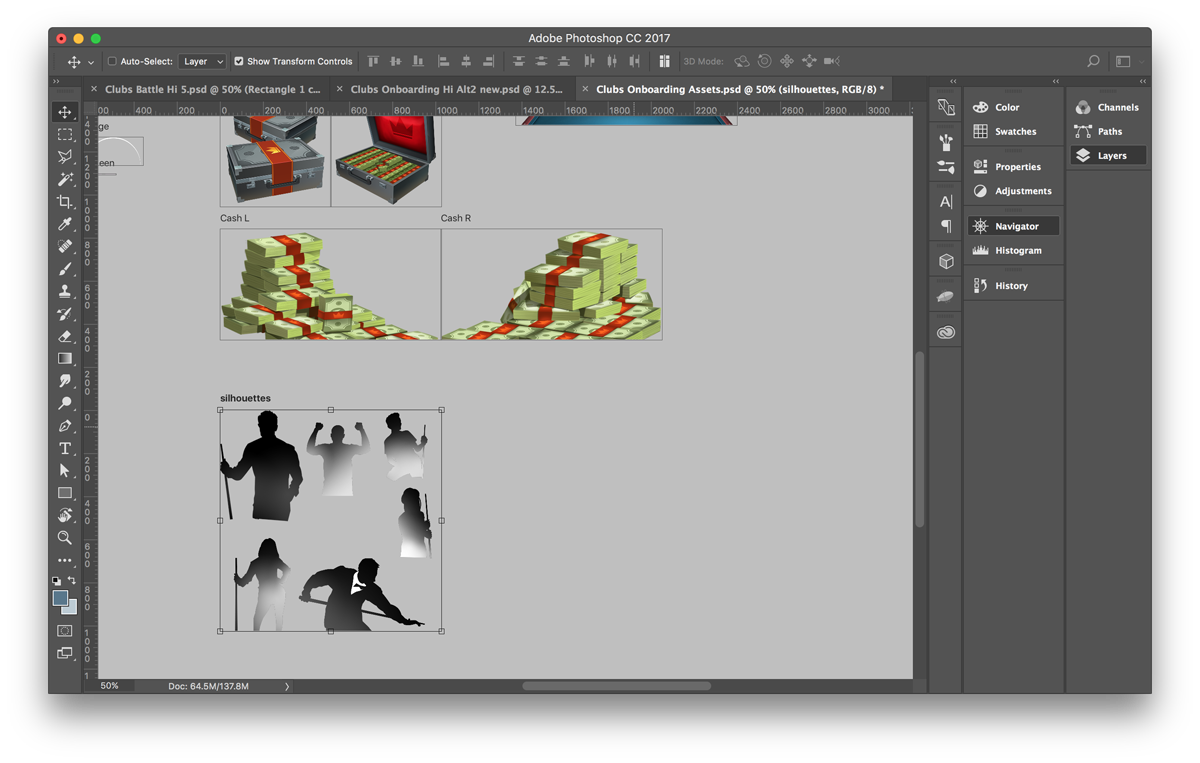 Adobe Photoshop CC 2017
Auto-Select: Layer Show Transform Controls 3D Mode:
Clubs Battle Hi 5.psd @ 50% (Rectangle 1 c...
Clubs Onboarding Hi Alt2 new.psd @ 12.5...
Clubs Onboarding Assets.psd @ 50% (silhouettes, RGB/8) *
400 200 0 200 400 600 800 1000 1200 1400 1600 1800 1900 2000 2200 2400 2600 2800 3000
ge
een
Cash L
Cash R
silhouettes
Color
Swatches
Properties
Adjustments
Navigator
Histogram
History
Channels
Paths
Layers
50% Doc: 64.5M/137.8M